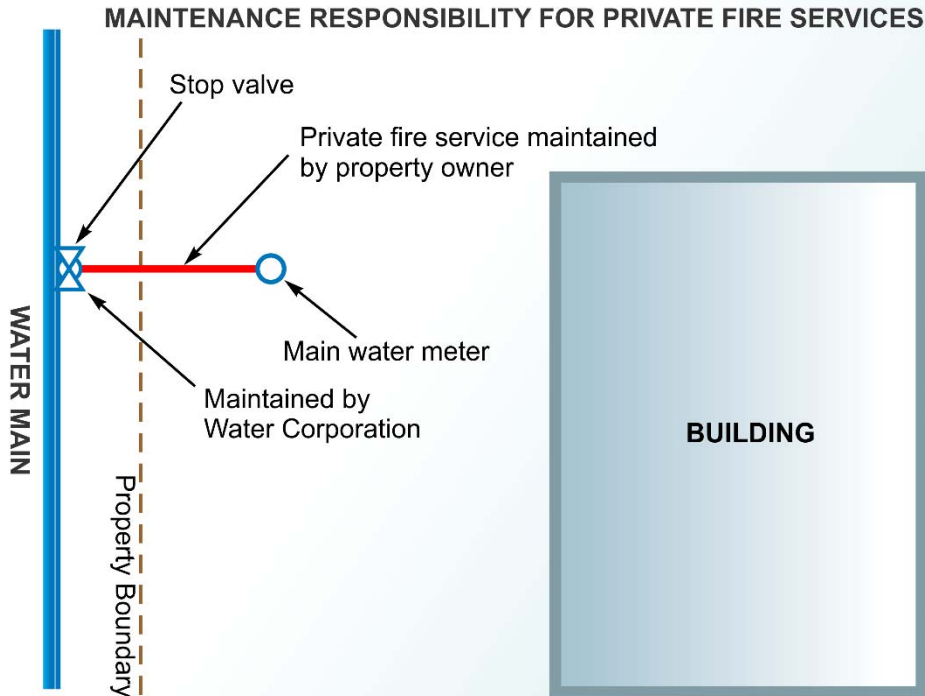 MAINTENANCE RESPONSIBILITY FOR PRIVATE FIRE SERVICES
Stop valve
Private fire service maintained
by property owner
Main water meter
Maintained by
Water Corporation
WATER MAIN
Property Boundary
BUILDING